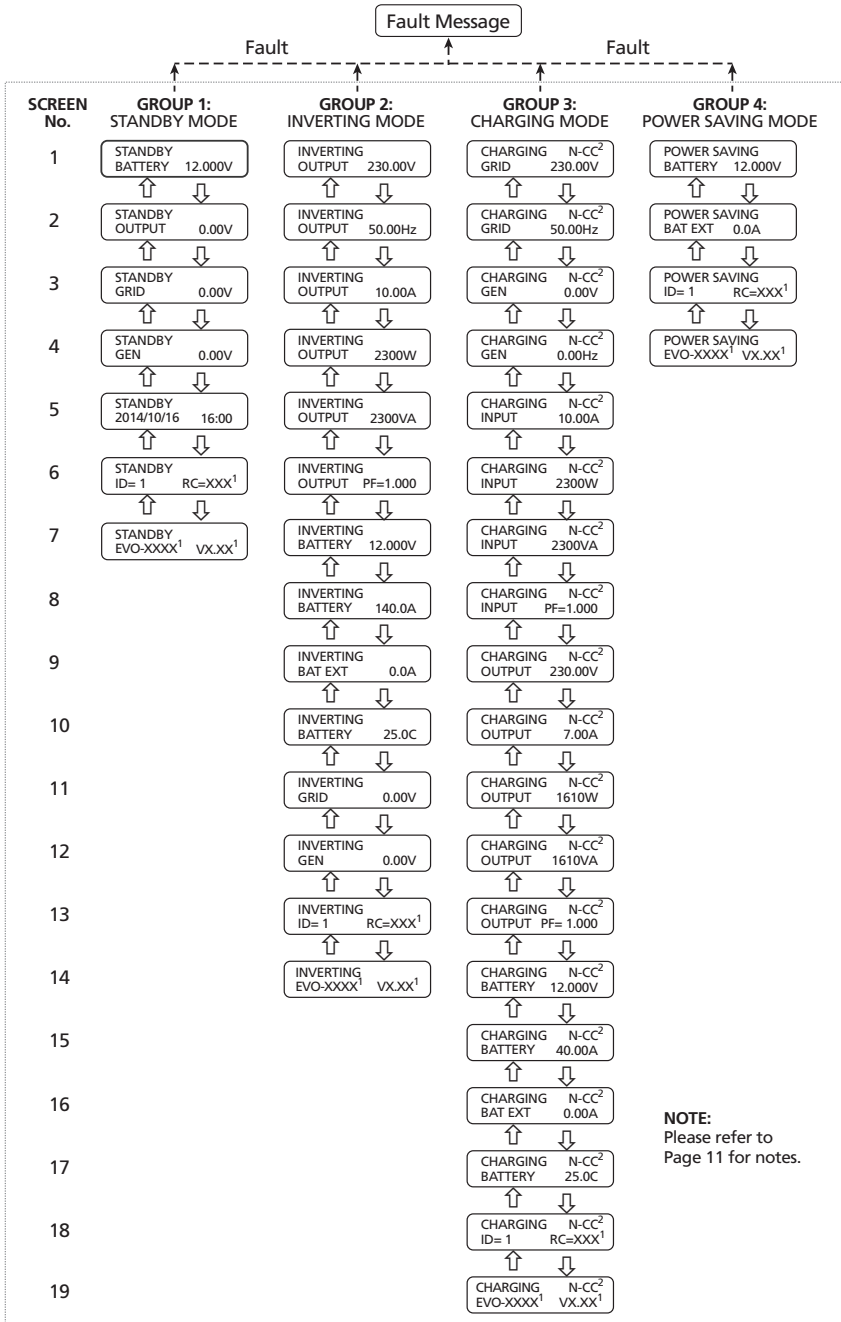 Fault Message
Fault Fault
SCREEN No. GROUP 1: STANDBY MODE GROUP 2: INVERTING MODE GROUP 3: CHARGING MODE GROUP 4: POWER SAVING MODE
1
STANDBY
BATTERY 12.000V
INVERTING
OUTPUT 230.00V
CHARGING N-CC²
GRID 230.00V
POWER SAVING
BATTERY 12.000V
2
STANDBY
OUTPUT 0.00V
INVERTING
OUTPUT 50.00Hz
CHARGING N-CC²
GRID 50.00Hz
POWER SAVING
BAT EXT 0.0A
3
STANDBY
GRID 0.00V
INVERTING
OUTPUT 10.00A
CHARGING N-CC²
GEN 0.00V
POWER SAVING
ID= 1 RC=XXX¹
4
STANDBY
GEN 0.00V
INVERTING
OUTPUT 2300W
CHARGING N-CC²
GEN 0.00Hz
POWER SAVING
EVO-XXXX¹ VX.XX¹
5
STANDBY
2014/10/16 16:00
INVERTING
OUTPUT 2300VA
CHARGING N-CC²
INPUT 10.00A
6
STANDBY
ID= 1 RC=XXX¹
INVERTING
OUTPUT PF=1.000
CHARGING N-CC²
INPUT 2300W
7
STANDBY
EVO-XXXX¹ VX.XX¹
INVERTING
BATTERY 12.000V
CHARGING N-CC²
INPUT 2300VA
8
INVERTING
BATTERY 140.0A
CHARGING N-CC²
INPUT PF=1.000
9
INVERTING
BAT EXT 0.0A
CHARGING N-CC²
OUTPUT 230.00V
10
INVERTING
BATTERY 25.0C
CHARGING N-CC²
OUTPUT 7.00A
11
INVERTING
GRID 0.00V
CHARGING N-CC²
OUTPUT 1610W
12
INVERTING
GEN 0.00V
CHARGING N-CC²
OUTPUT 1610VA
13
INVERTING
ID= 1 RC=XXX¹
CHARGING N-CC²
OUTPUT PF= 1.000
14
INVERTING
EVO-XXXX¹ VX.XX¹
CHARGING N-CC²
BATTERY 12.000V
15
CHARGING N-CC²
BATTERY 40.00A
16
CHARGING N-CC²
BAT EXT 0.00A
17
CHARGING N-CC²
BATTERY 25.0C
18
CHARGING N-CC²
ID= 1 RC=XXX¹
19
CHARGING N-CC²
EVO-XXXX¹ VX.XX¹
NOTE:
Please refer to
Page 11 for notes.